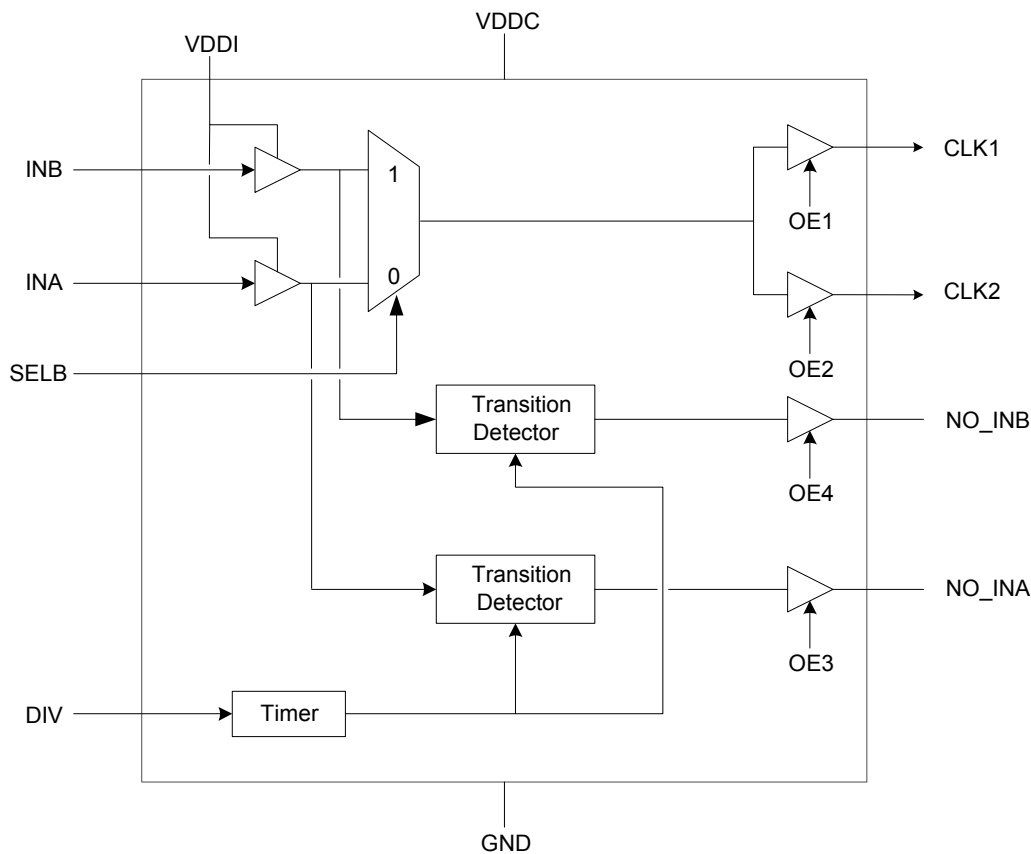 VDDC
VDDI
INB
1
CLK1
OE1
INA
0
CLK2
SELB
OE2
Transition
Detector
NO_INB
OE4
Transition
Detector
NO_INA
OE3
DIV
Timer
GND